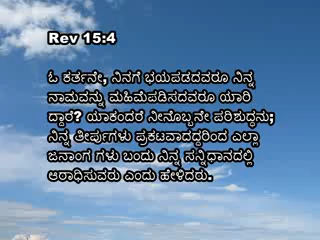 Rev 15:4
ಓ ಕರ್ತನೇ, ನಿನಗೆ ಭಯಪಡದವರೂ ನಿನ್ನ
ನಾಮವನ್ನು ಮಹಿಮೆಪಡಿಸದವರೂ ಯಾರಿ
ದ್ದಾರೆ? ಯಾಕಂದರೆ ನೀನೊಬ್ಬನೇ ಪರಿಶುದ್ಧನು;
ನಿನ್ನ ತೀರ್ಪುಗಳು ಪ್ರಕಟವಾದದ್ದರಿಂದ ಎಲ್ಲಾ
ಜನಾಂಗ ಗಳು ಬಂದು ನಿನ್ನ ಸನ್ನಿಧಾನದಲ್ಲಿ
ಆರಾಧಿಸುವರು ಎಂದು ಹೇಳಿದರು.